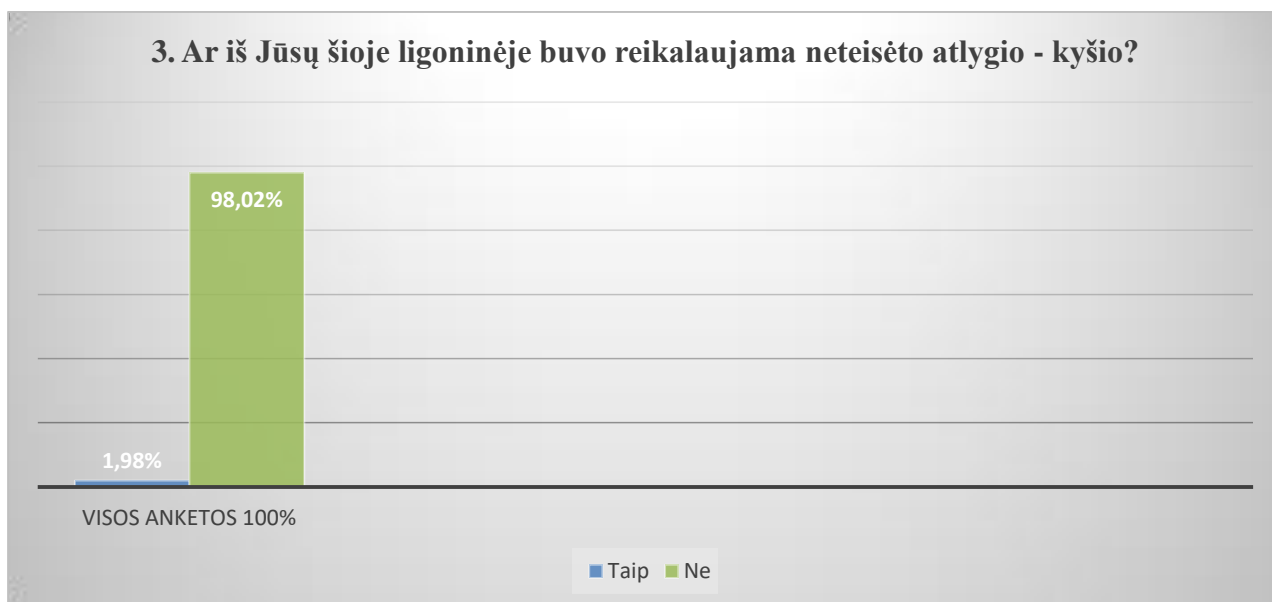 3. Ar iš Jūsų šioje ligoninėje buvo reikalaujama neteisėto atlygio - kyšio?
98,02%
1,98%
VISOS ANKETOS 100%
Taip Ne